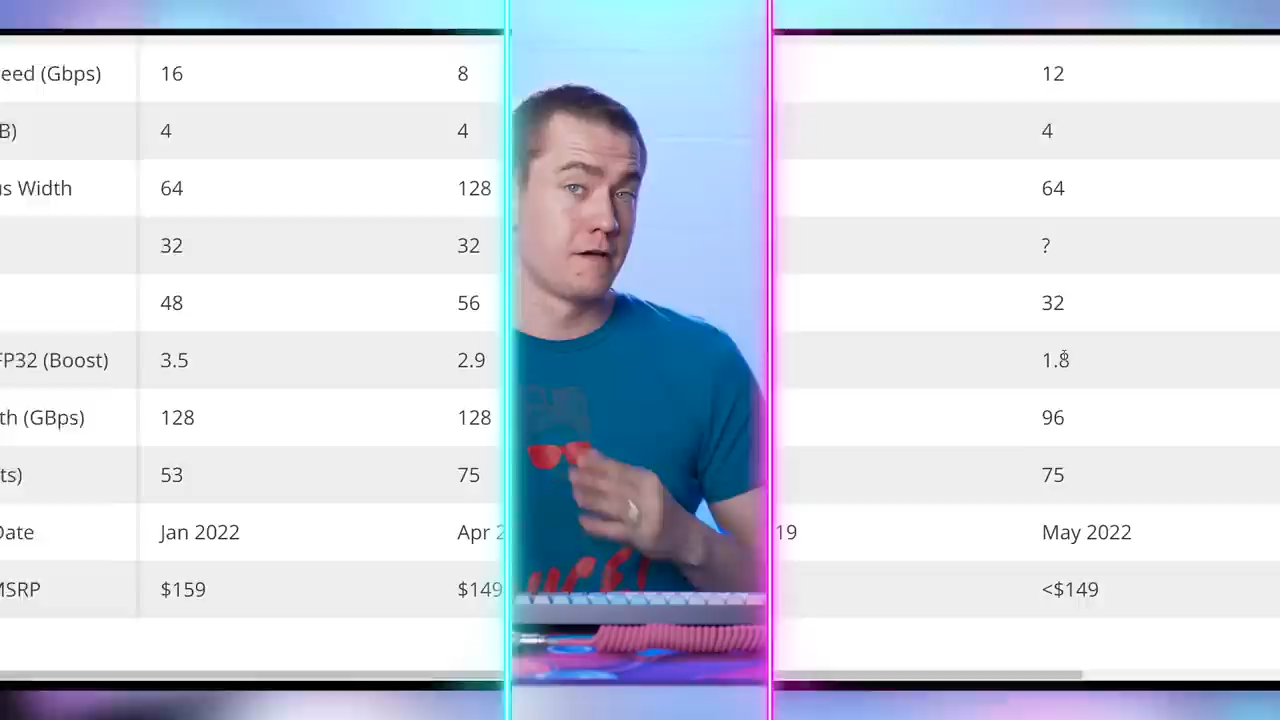 eed (Gbps) 16 8 12
B) 4 4 4
us Width 64 128 64
32 32 ?
48 56 32
FP32 (Boost) 3.5 2.9 1.8
th (GBps) 128 128 96
ts) 53 75 75
Date Jan 2022 Apr 2 19 May 2022
MSRP $159 $149 <$149